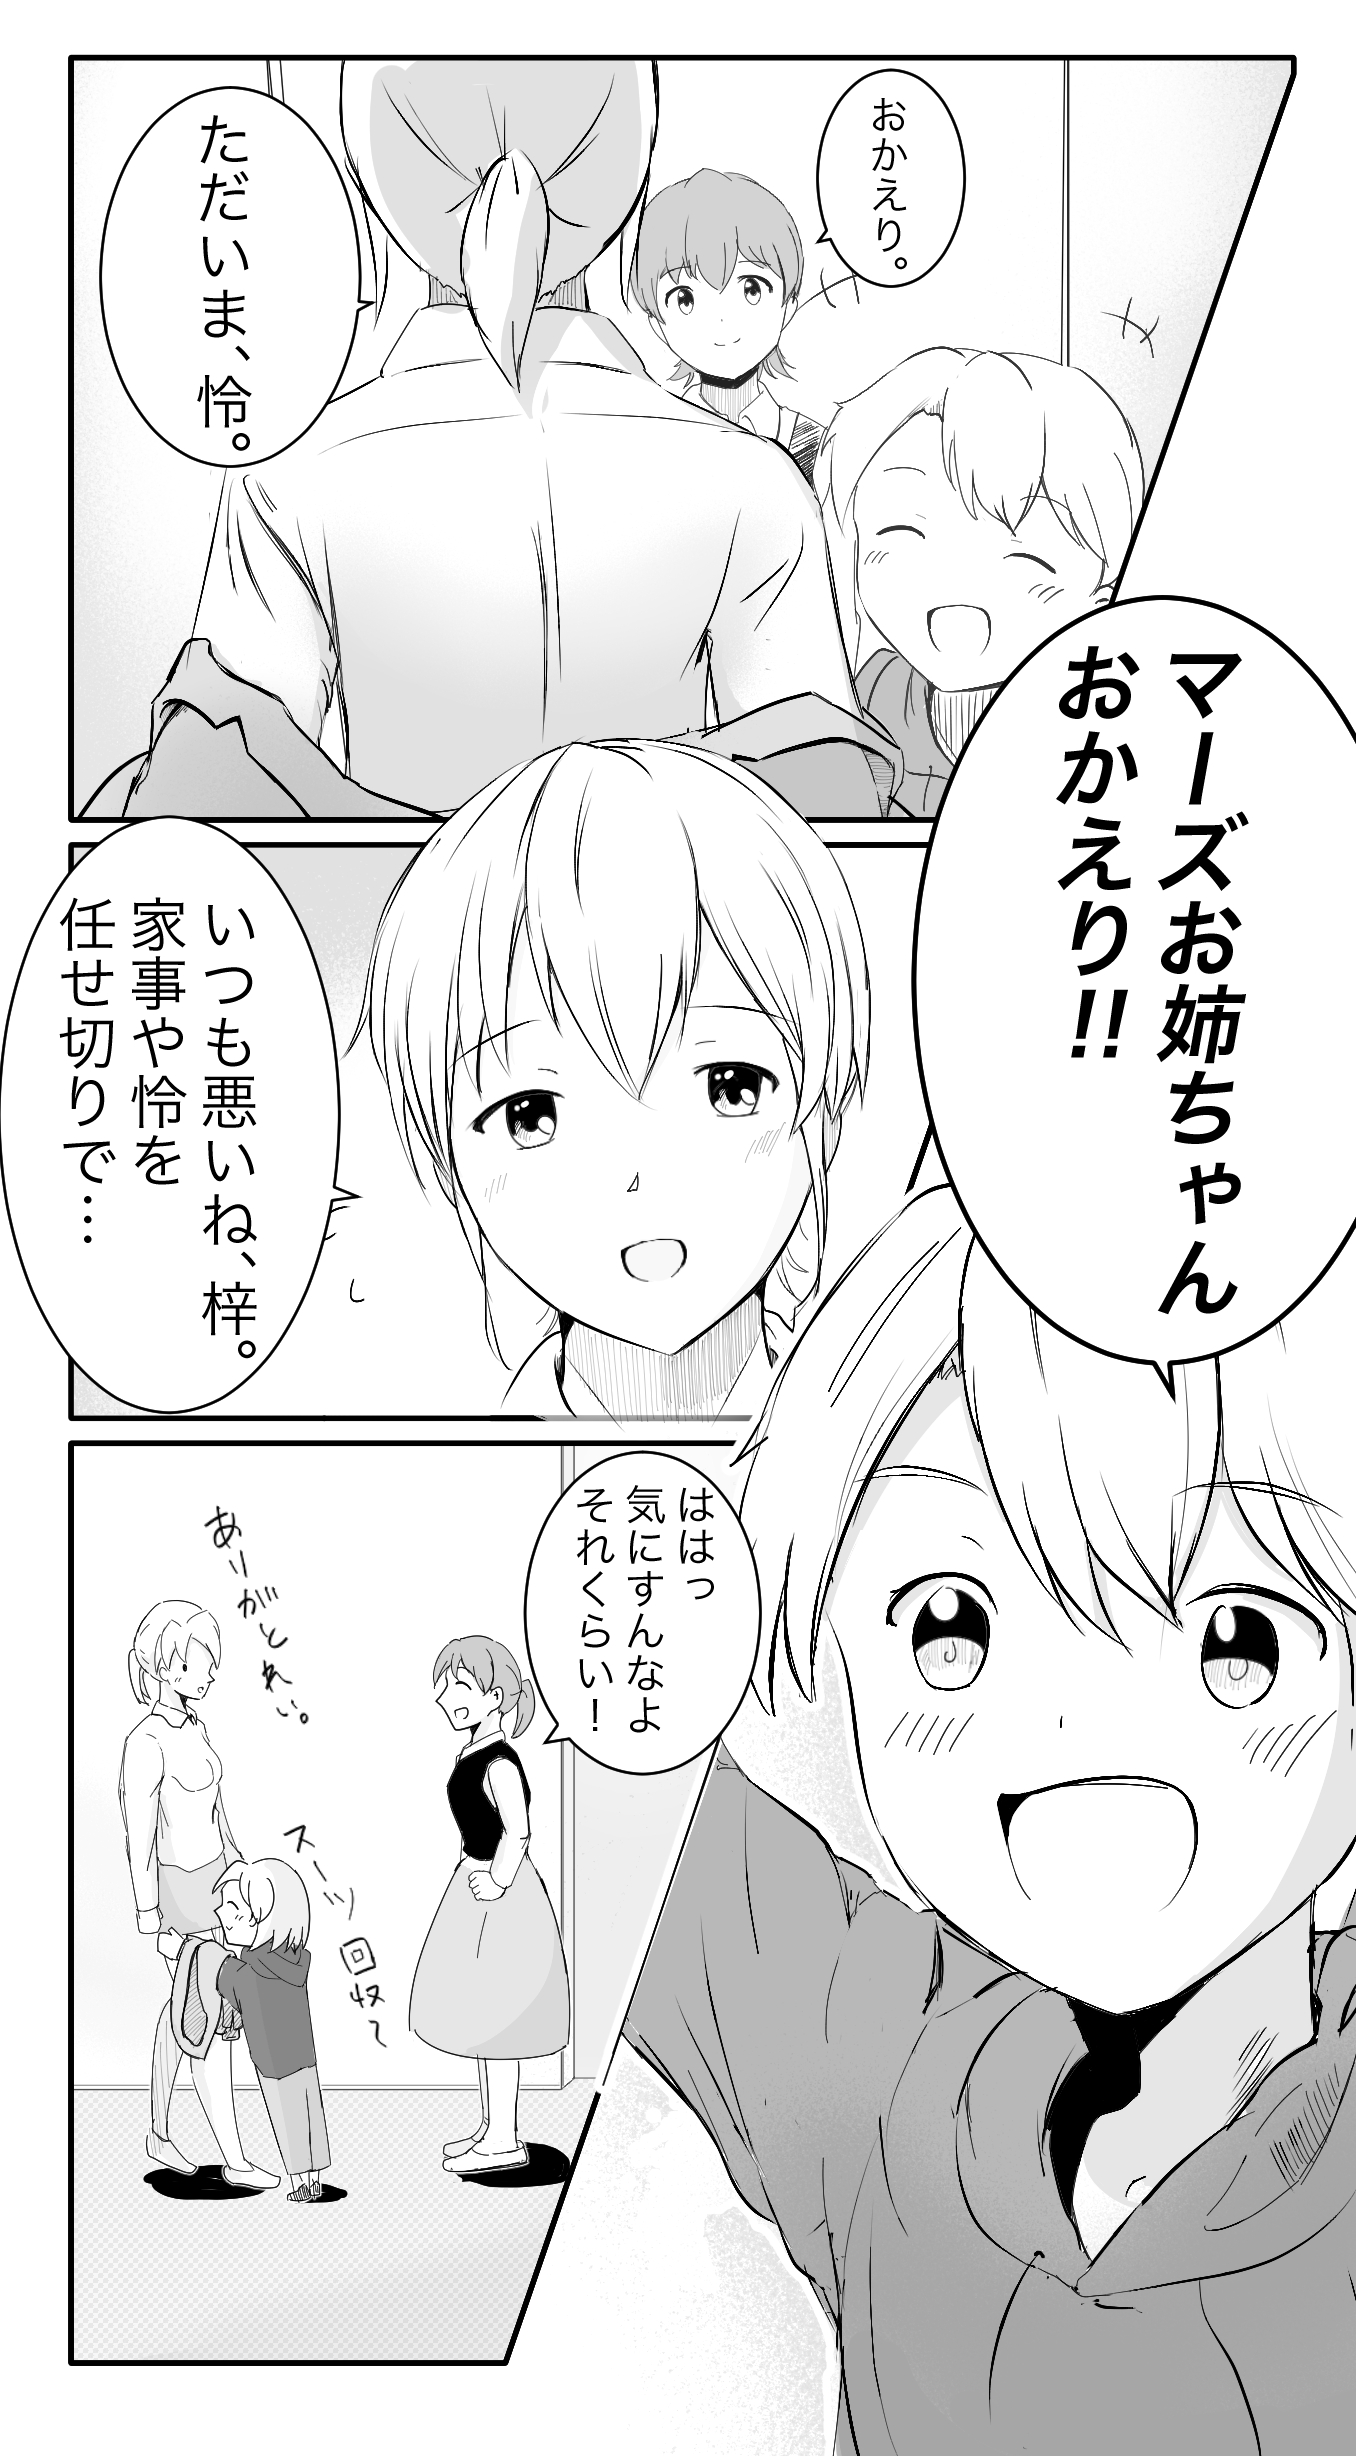 おかえり。
マーズお姉ちゃん
おかえり!!
ただいま、怜。
いつも悪いね、梓。
家事や怜を
任せ切りで…
ははっ
気にすんなよ
それくらい!
ありがとれい。
スーツ回収〜